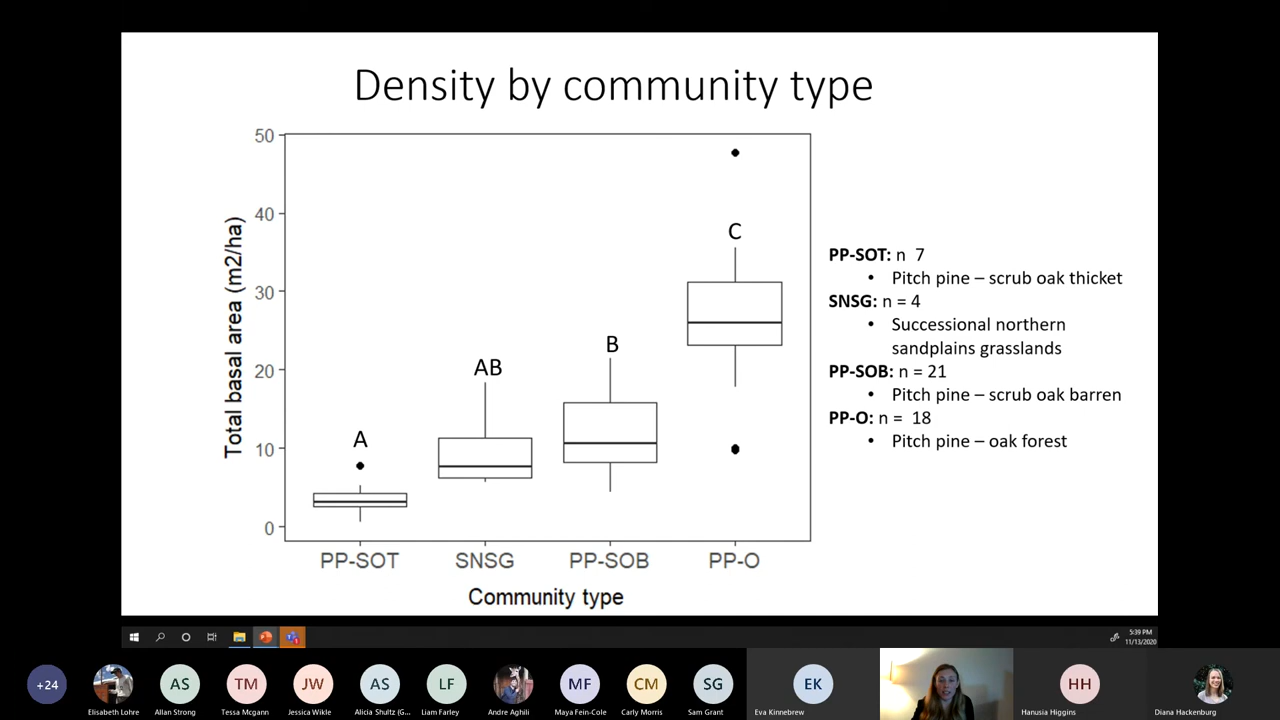 Density by community type
50
40
30
20
10
0
Total basal area (m2/ha)
A
AB
B
C
PP-SOT
SNSG
PP-SOB
PP-O
Community type
PP-SOT: n 7
• Pitch pine – scrub oak thicket
SNSG: n = 4
• Successional northern
sandplains grasslands
PP-SOB: n = 21
• Pitch pine – scrub oak barren
PP-O: n = 18
• Pitch pine – oak forest
5:39 PM
11/13/2020
+24
AS
TM
JW
AS
LF
MF
CM
SG
EK
HH
Elisabeth Lohre
Allan Strong
Tessa Mcgann
Jessica Wikle
Alicia Shultz (G...
Liam Farley
Andre Aghili
Maya Fein-Cole
Carly Morris
Sam Grant
Eva Kinnebrew
Hanusia Higgins
Diana Hackenburg